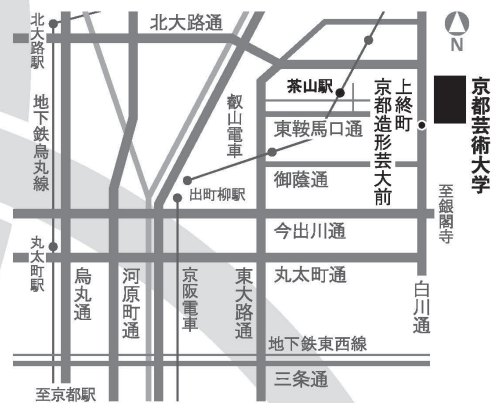 北大路通
北大路駅
N
茶山駅
上終町
京都造形芸大前
京都芸術大学
叡山電車
地下鉄烏丸線
東鞍馬口通
御蔭通
出町柳駅
至銀閣寺
今出川通
丸太町駅
丸太町通
烏丸通
河原町通
京阪電車
東大路通
白川通
地下鉄東西線
三条通
至京都駅